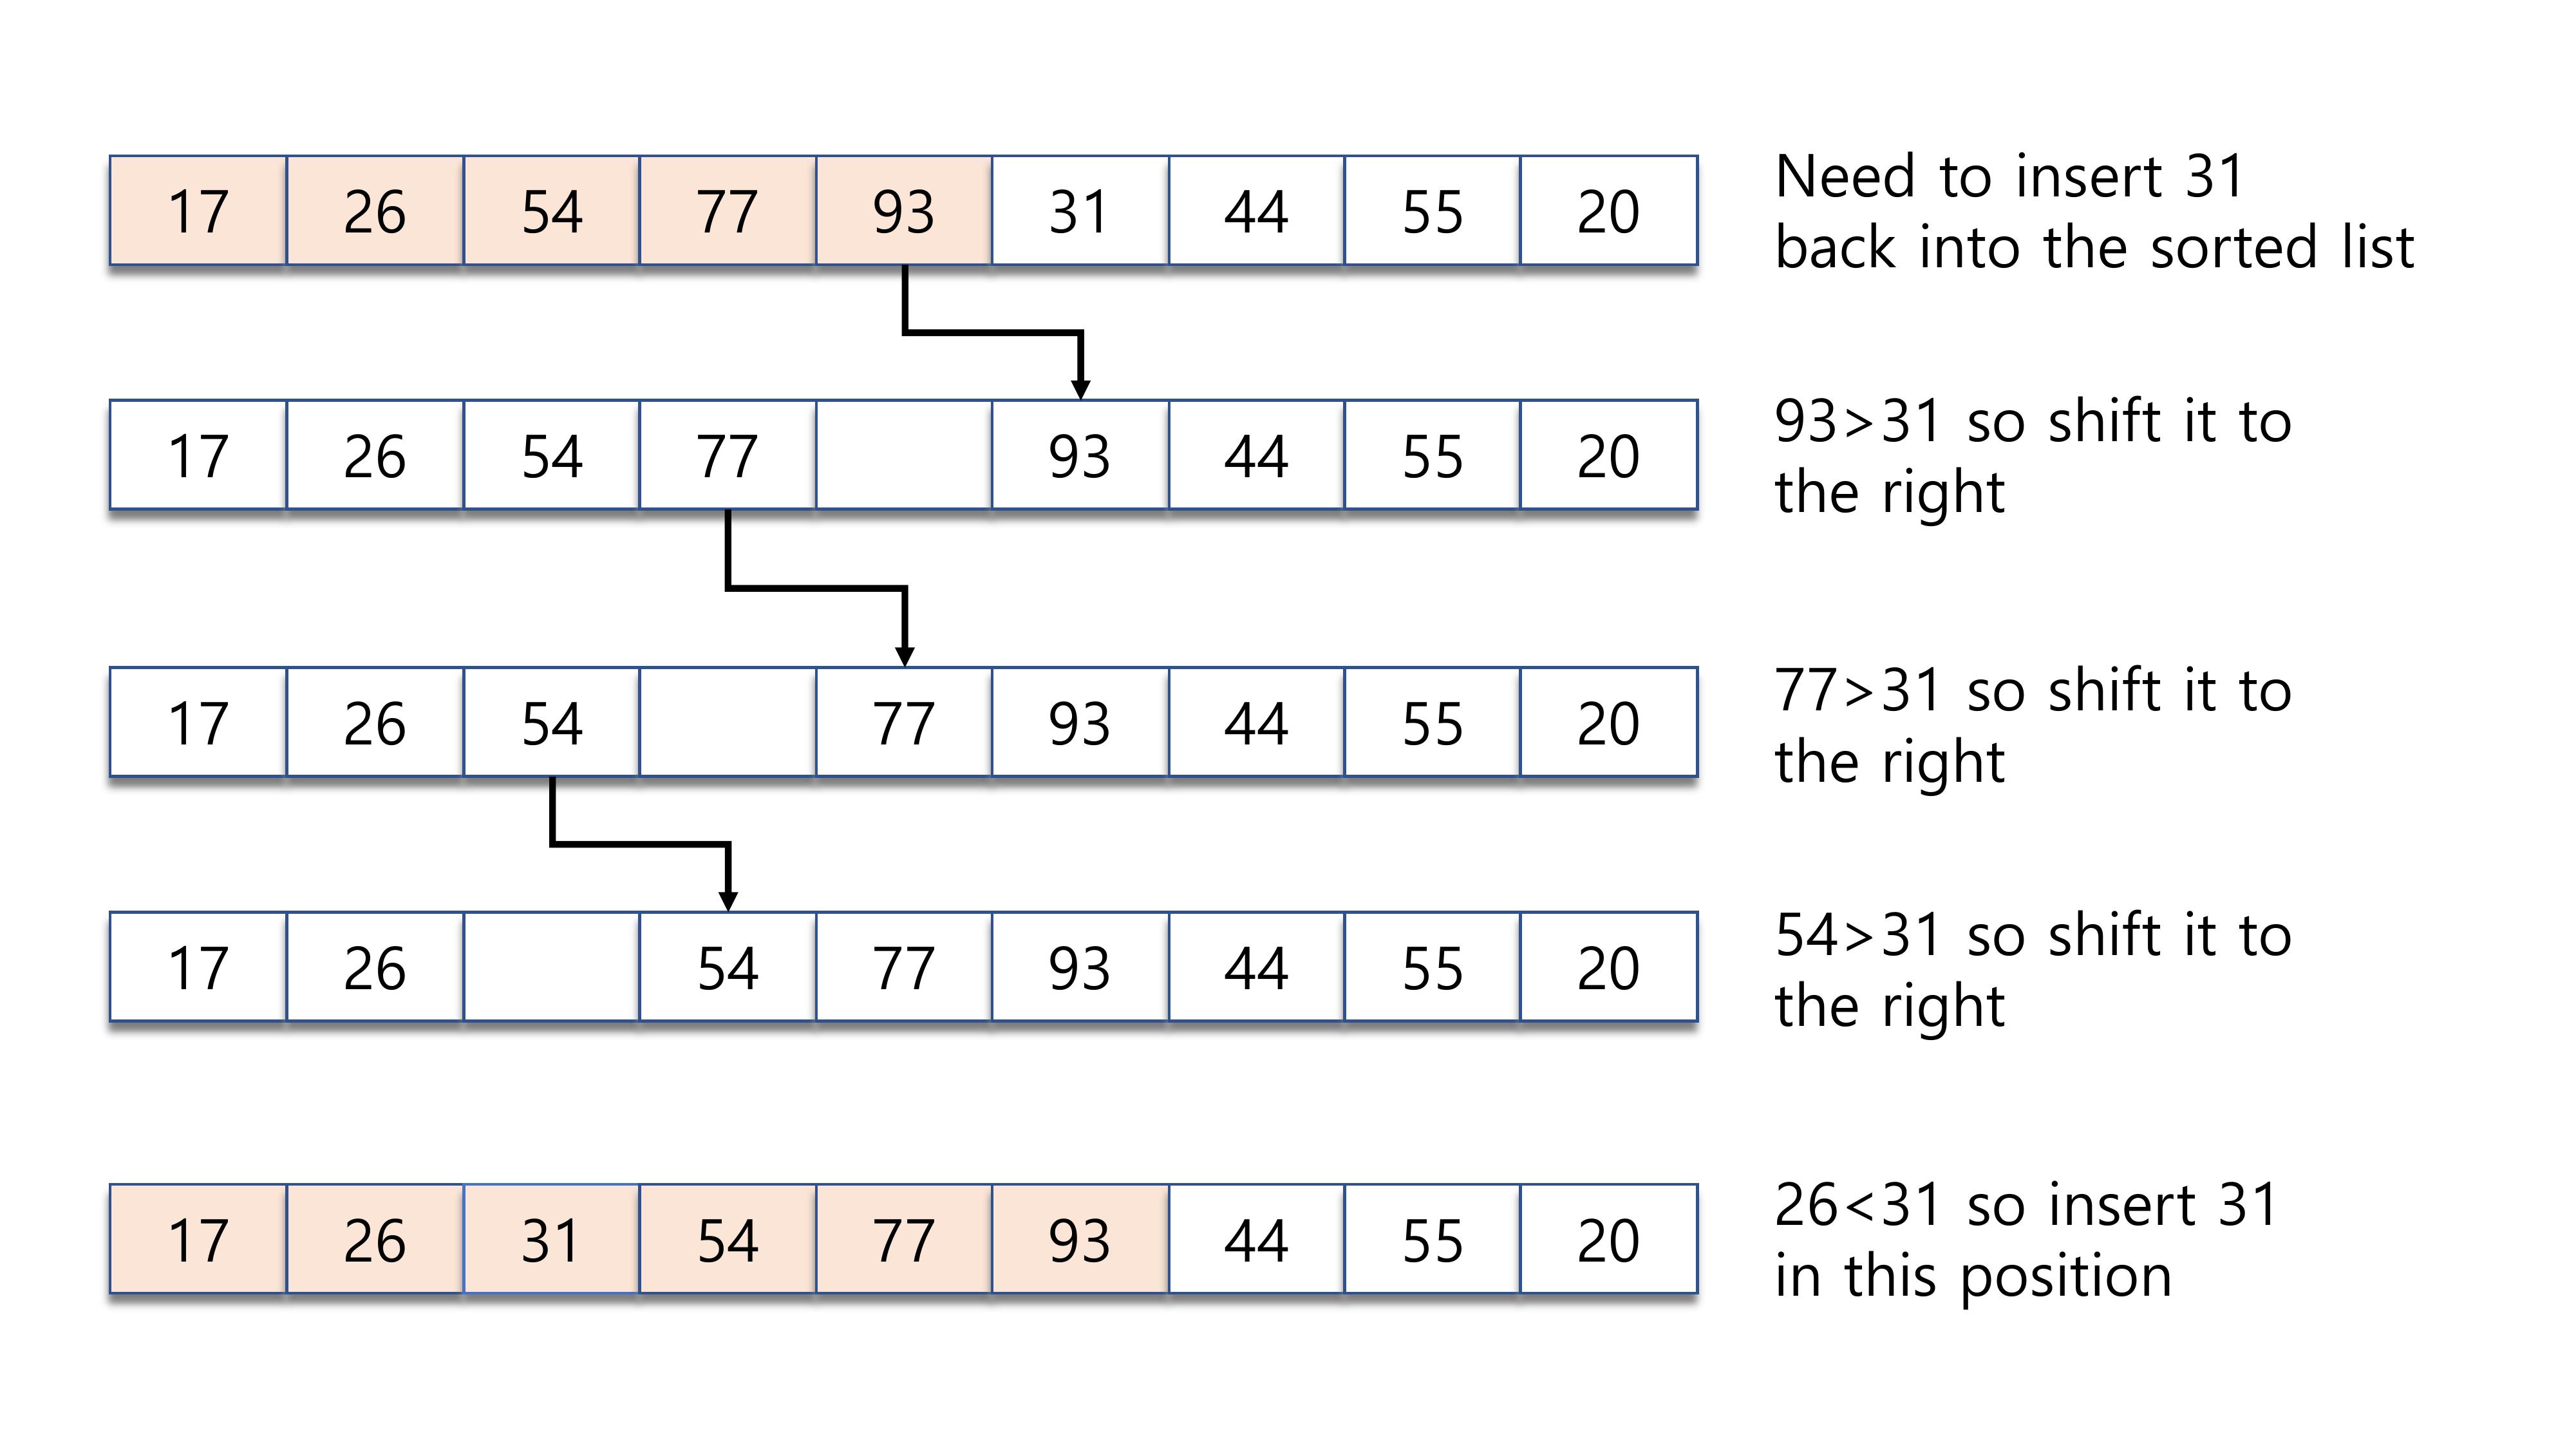 17 26 54 77 93 31 44 55 20
Need to insert 31
back into the sorted list
17 26 54 77 93 44 55 20
93>31 so shift it to
the right
17 26 54 77 93 44 55 20
77>31 so shift it to
the right
17 26 54 77 93 44 55 20
54>31 so shift it to
the right
17 26 31 54 77 93 44 55 20
26<31 so insert 31
in this position